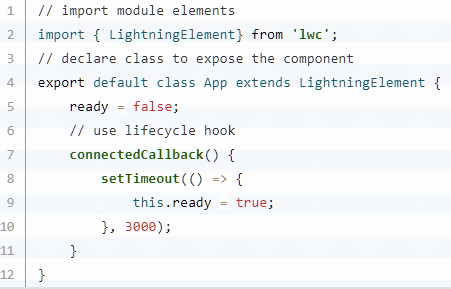 1 // import module elements
2 import { LightningElement} from 'lwc';
3 // declare class to expose the component
4 export default class App extends LightningElement {
5     ready = false;
6     // use lifecycle hook
7     connectedCallback() {
8         setTimeout(() => {
9             this.ready = true;
10         }, 3000);
11     }
12 }